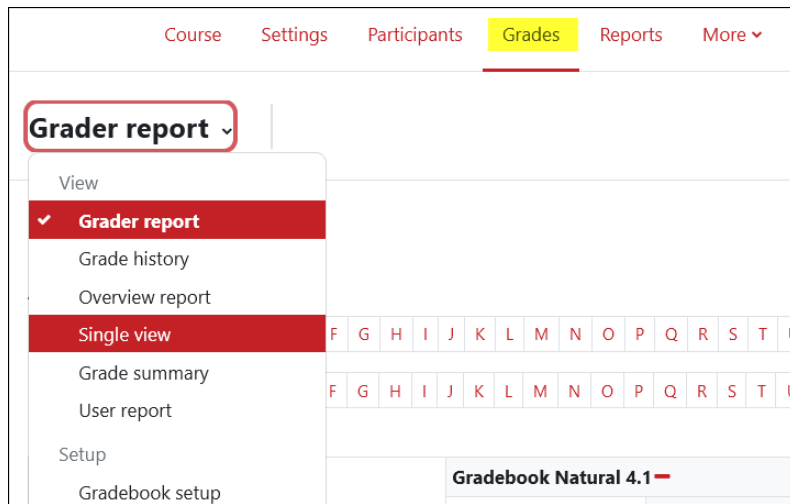 Course Settings Participants Grades Reports More
Grader report
View
Grader report
Grade history
Overview report
Single view
F G H I J K L M N O P Q R S T
Grade summary
F G H I J K L M N O P Q R S T
User report
Setup
Gradebook Natural 4.1
Gradebook setup